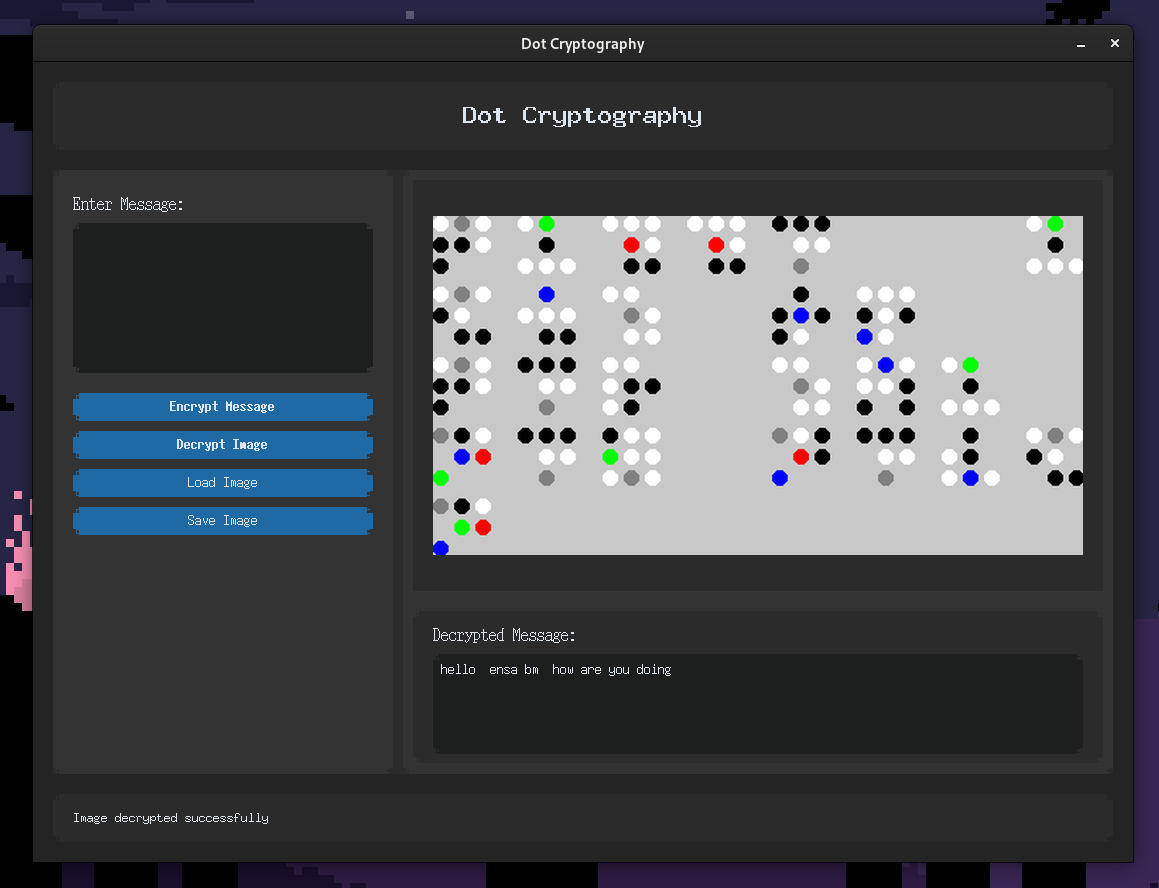 Dot Cryptography
Dot Cryptography
Enter Message:
Encrypt Message
Decrypt Image
Load Image
Save Image
Decrypted Message:
hello  ensa bm  how are you doing
Image decrypted successfully